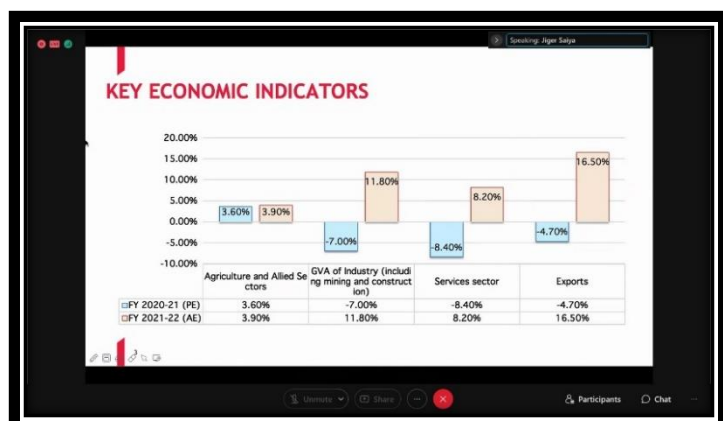 Speaking: Jiger Saiya
KEY ECONOMIC INDICATORS
20.00%
15.00%
10.00%
5.00%
0.00%
-5.00%
-10.00%
3.60%
3.90%
-7.00%
11.80%
-8.40%
8.20%
-4.70%
16.50%
Agriculture and Allied Se
ctors
GVA of Industry (includi
ng mining and construct
ion)
Services sector
Exports
FY 2020-21 (PE) 3.60% -7.00% -8.40% -4.70%
FY 2021-22 (AE) 3.90% 11.80% 8.20% 16.50%
3
Unmute
Share
Participants
Chat